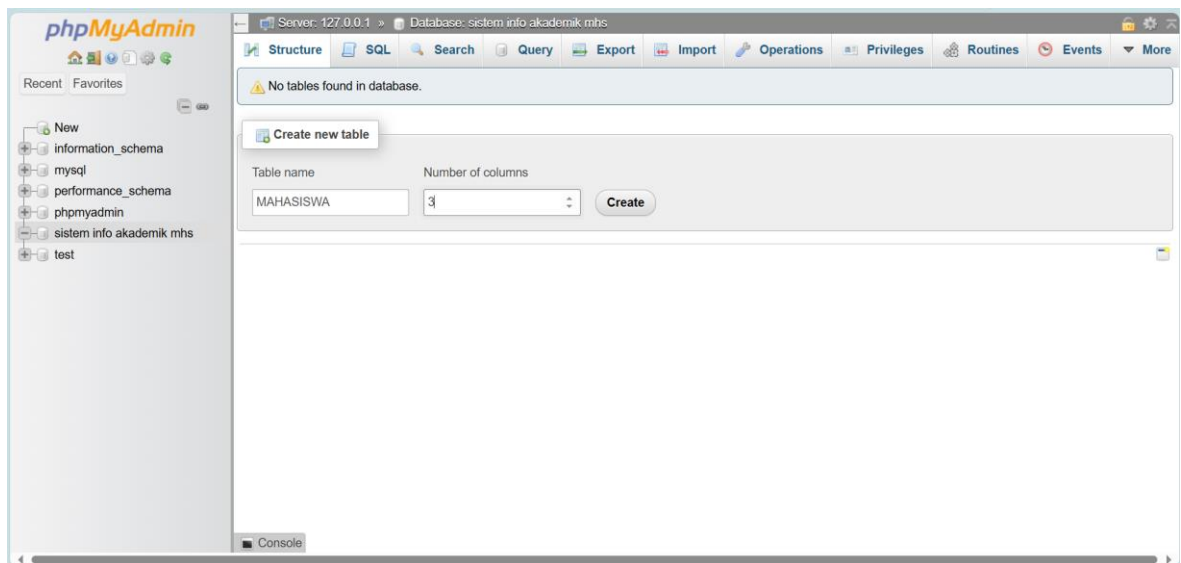 phpMyAdmin
Recent Favorites
New
information_schema
mysql
performance_schema
phpmyadmin
sistem info akademik mhs
test
Server: 127.0.0.1 » Database: sistem info akademik mhs
Structure SQL Search Query Export Import Operations Privileges Routines Events More
No tables found in database.
Create new table
Table name Number of columns
MAHASISWA 3 Create
Console